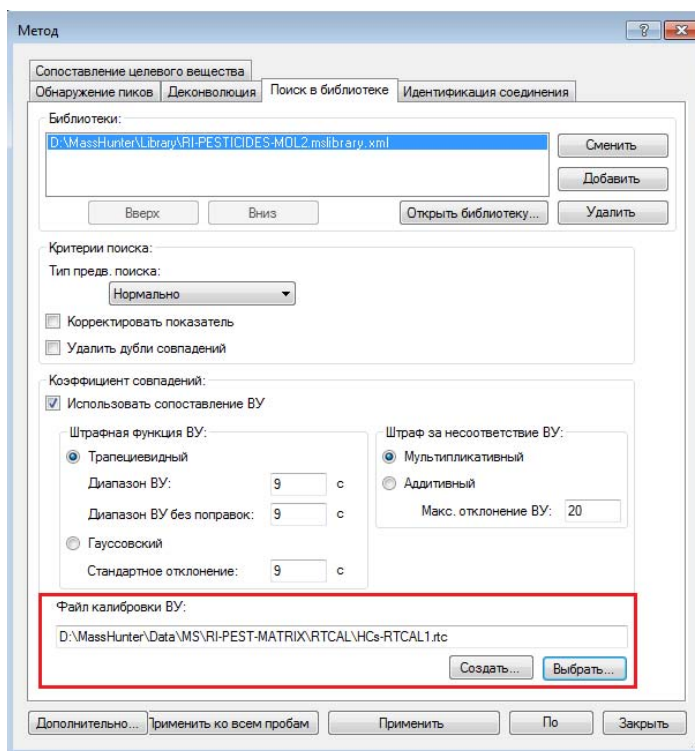 Метод
Сопоставление целевого вещества
Обнаружение пиков Деконволюция Поиск в библиотеке Идентификация соединения
Библиотеки:
D:\MassHunter\Library\RI-PESTICIDES-MOL2.mslibrary.xml
Сменить
Добавить
Вверх Вниз Открыть библиотеку... Удалить
Критерии поиска:
Тип предв. поиска:
Нормально
Корректировать показатель
Удалить дубли совпадений
Коэффициент совпадений:
Использовать сопоставление ВУ
Штрафная функция ВУ: Штраф за несоответствие ВУ:
Трапециевидный Мультипликативный
Диапазон ВУ: 9 с Аддитивный
Диапазон ВУ без поправок: 9 с Макс. отклонение ВУ: 20
Гауссовский
Стандартное отклонение: 9 с
Файл калибровки ВУ:
D:\MassHunter\Data\MS\RI-PEST-MATRIX\RTCAL\HCs-RTCAL1.rtc
Создать... Выбрать...
Дополнительно... Применить ко всем пробам Применить По Закрыть